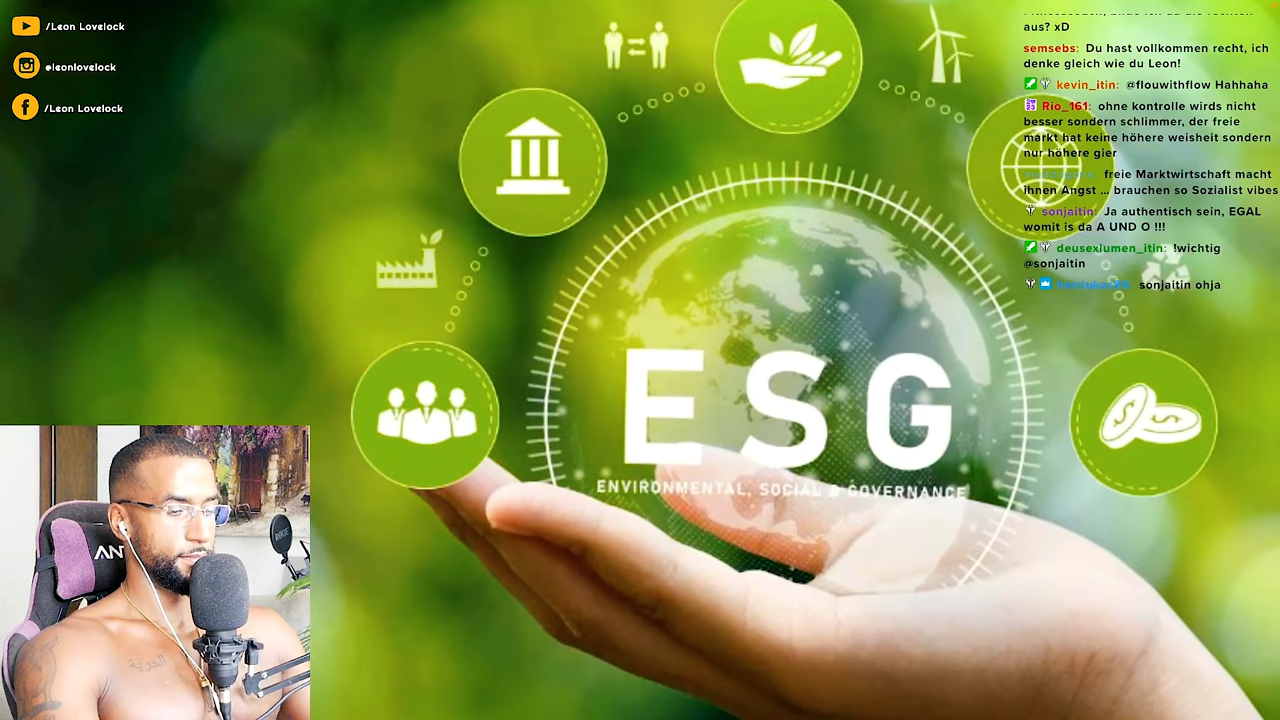 /Leon Lovelock
@leonlovelock
/Leon Lovelock
aus? xD
semsebs: Du hast vollkommen recht, ich
denke gleich wie du Leon!
kevin_itin: @flouwithflow Hahhaha
Rio_161: ohne kontrolle wirds nicht
besser sondern schlimmer, der freie
markt hat keine höhere weisheit sondern
nur höhere gier
freie Marktwirtschaft macht
ihnen Angst ... brauchen so Sozialist vibes
sonjaitin: Ja authentisch sein, EGAL
womit is da A UND O !!!
deusexlumen_itin: !wichtig
@sonjaitin
sonjaitin ohja
ESG
ENVIRONMENTAL, SOCIAL & GOVERNANCE
AN
الحرية